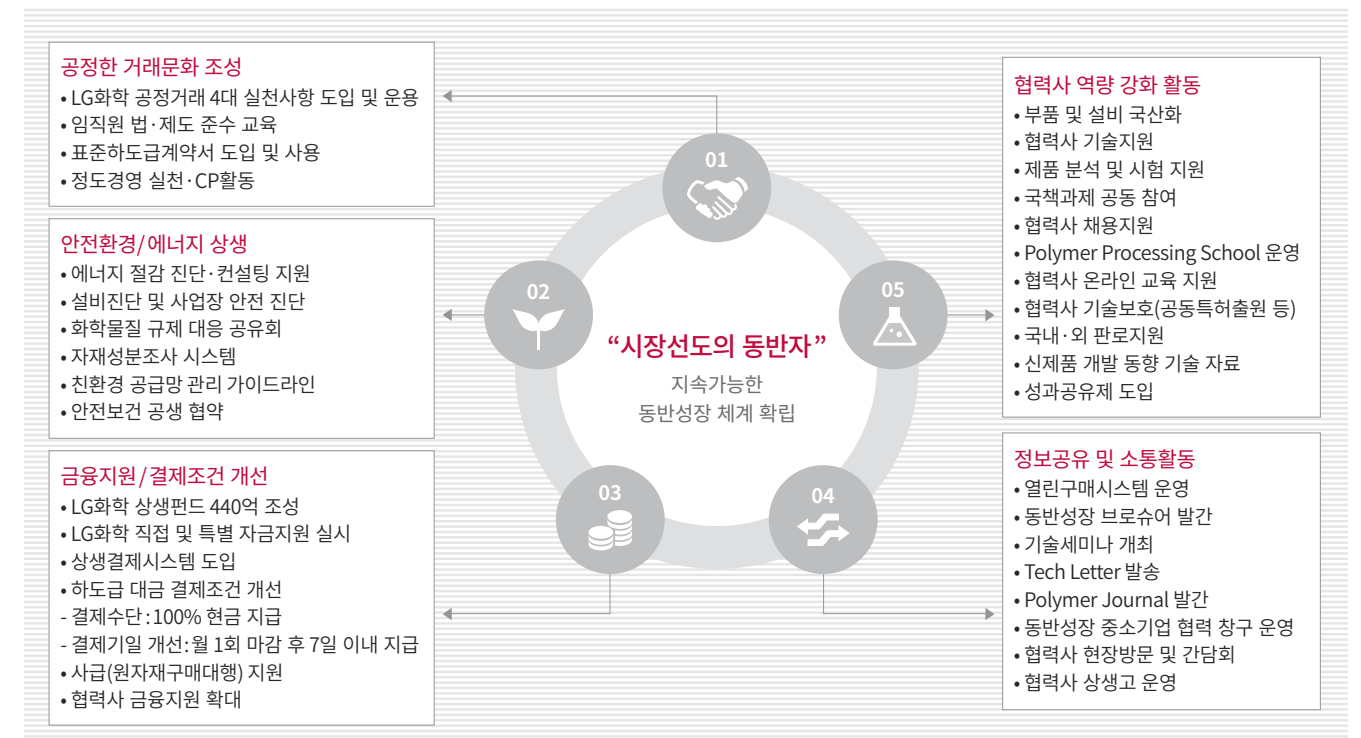 공정한 거래문화 조성
• LG화학 공정거래 4대 실천사항 도입 및 운용
• 임직원 법·제도 준수 교육
• 표준하도급계약서 도입 및 사용
• 정도경영 실천·CP활동
안전환경/에너지 상생
• 에너지 절감 진단·컨설팅 지원
• 설비진단 및 사업장 안전 진단
• 화학물질 규제 대응 공유회
• 자재성분조사 시스템
• 친환경 공급망 관리 가이드라인
• 안전보건 공생 협약
금융지원/결제조건 개선
• LG화학 상생펀드 440억 조성
• LG화학 직접 및 특별 자금지원 실시
• 상생결제시스템 도입
• 하도급 대금 결제조건 개선
- 결제수단:100% 현금 지급
- 결제기일 개선:월 1회 마감 후 7일 이내 지급
• 사급(원자재구매대행) 지원
• 협력사 금융지원 확대
01
02
03
04
05
“시장선도의 동반자”
지속가능한
동반성장 체계 확립
협력사 역량 강화 활동
• 부품 및 설비 국산화
• 협력사 기술지원
• 제품 분석 및 시험 지원
• 국책과제 공동 참여
• 협력사 채용지원
• Polymer Processing School 운영
• 협력사 온라인 교육 지원
• 협력사 기술보호(공동특허출원 등)
• 국내·외 판로지원
• 신제품 개발 동향 기술 자료
• 성과공유제 도입
정보공유 및 소통활동
• 열린구매시스템 운영
• 동반성장 브로슈어 발간
• 기술세미나 개최
• Tech Letter 발송
• Polymer Journal 발간
• 동반성장 중소기업 협력 창구 운영
• 협력사 현장방문 및 간담회
• 협력사 상생고 운영